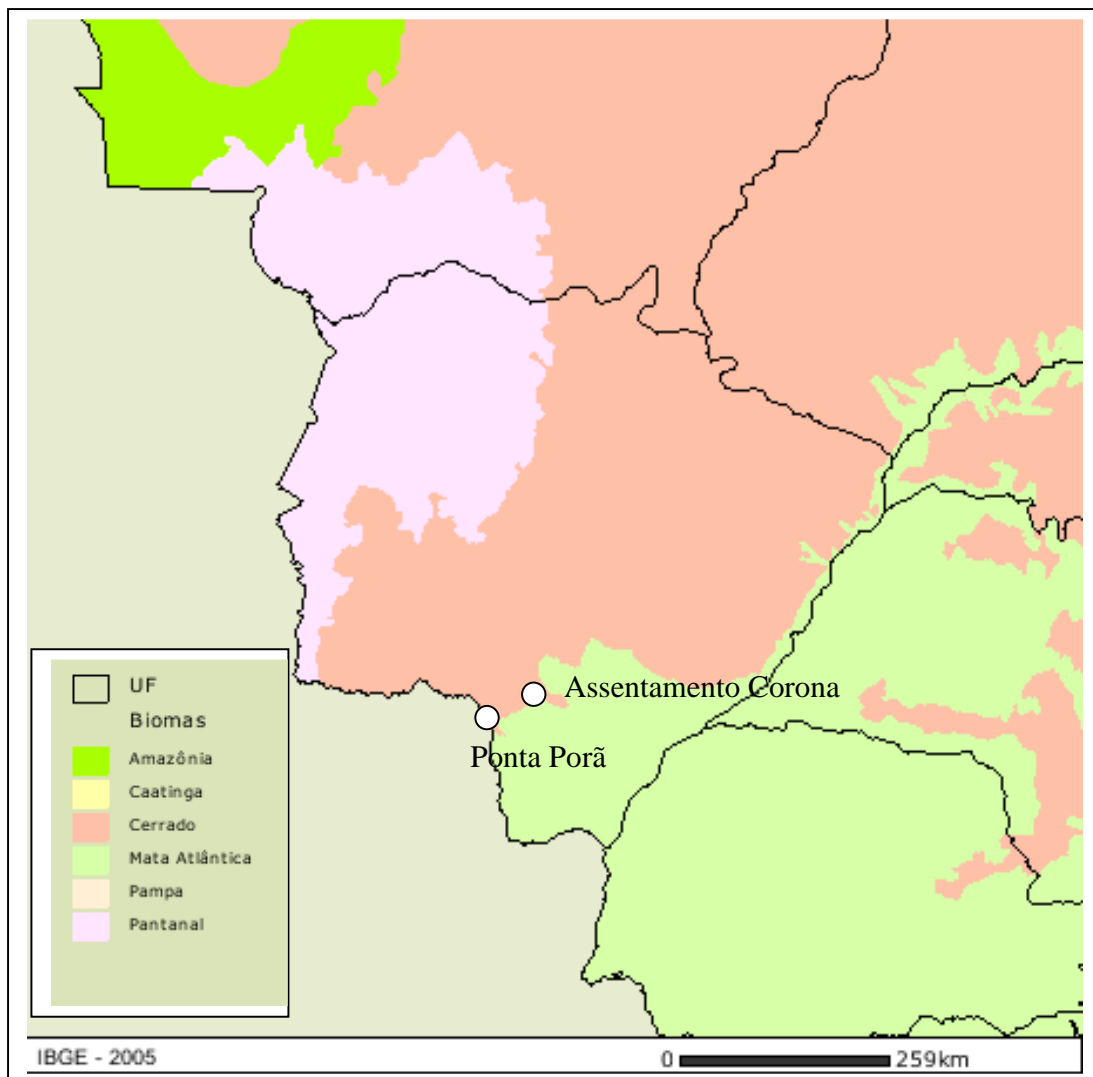 Assentamento Corona
Ponta Porã
UF
Biomas
Amazônia
Caatinga
Cerrado
Mata Atlântica
Pampa
Pantanal
IBGE - 2005
0 259km